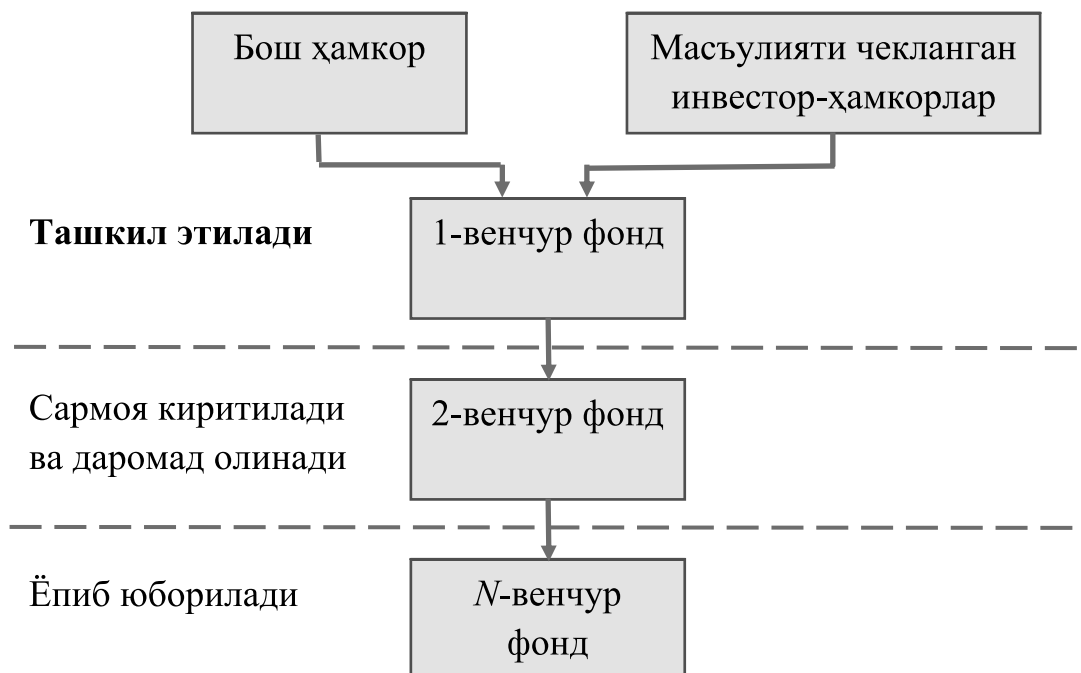 Бош ҳамкор
Масъулияти чекланган
инвестор-ҳамкорлар
Ташкил этилади
1-венчур фонд
Сармоя киритилади
ва даромад олинади
2-венчур фонд
Ёпиб юборилади
N-венчур
фонд